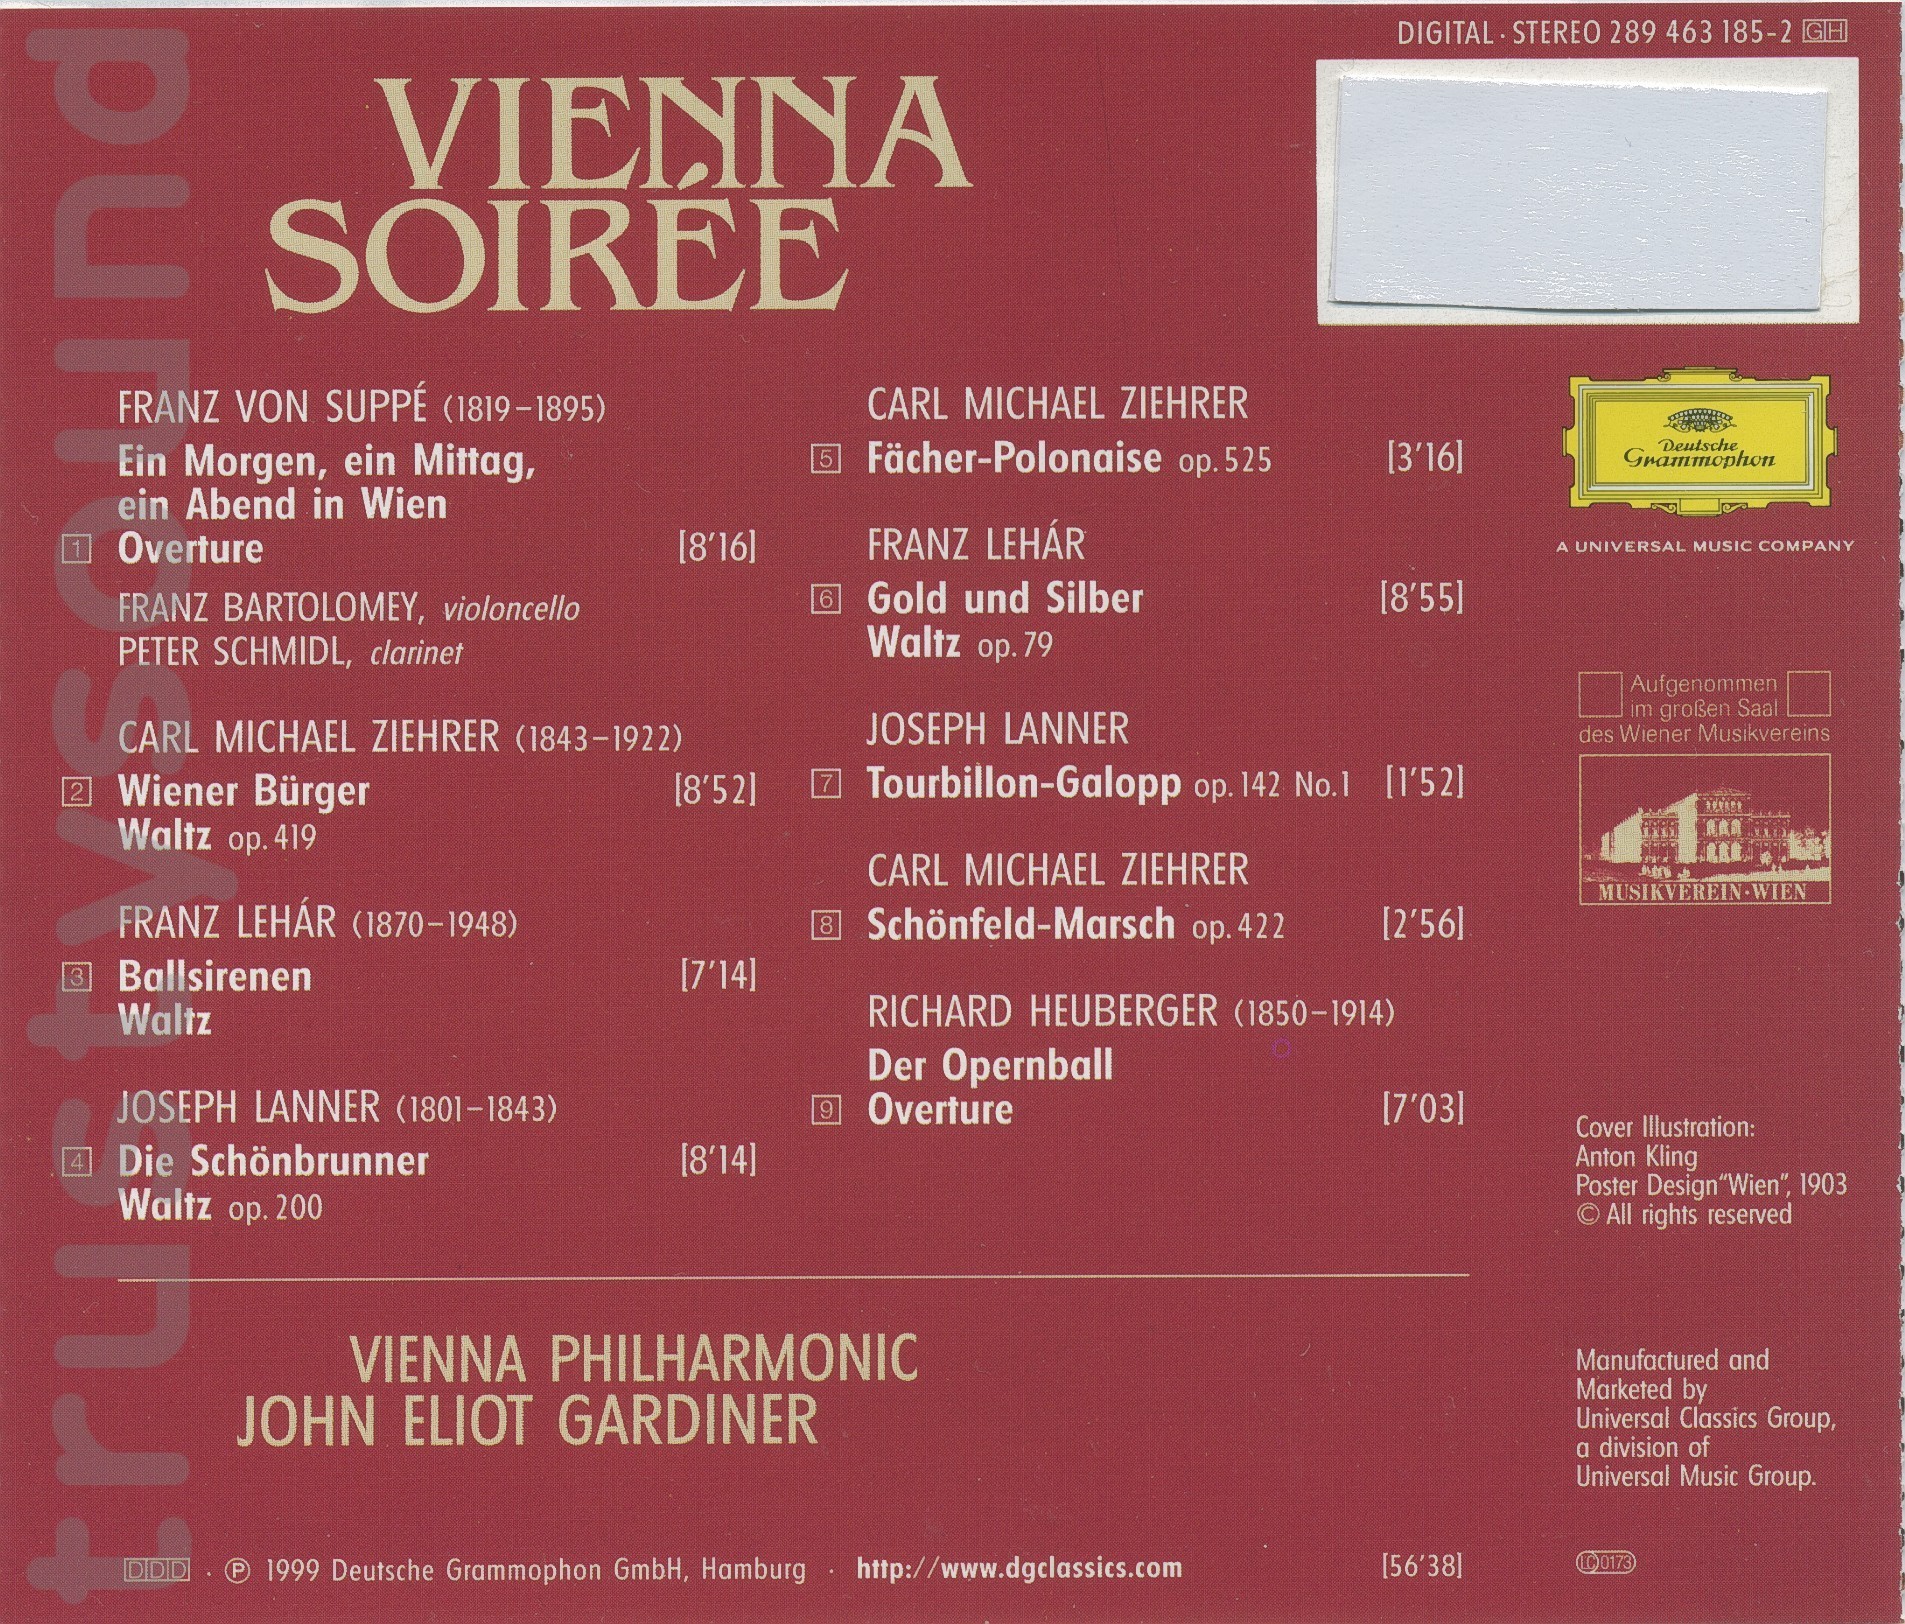 DIGITAL · STEREO 289 463 185-2 GH
VIENNA
SOIRÉE
FRANZ VON SUPPÉ (1819–1895)
Ein Morgen, ein Mittag,
ein Abend in Wien
1 Overture [8'16]
FRANZ BARTOLOMEY, violoncello
PETER SCHMIDL, clarinet
CARL MICHAEL ZIEHRER (1843–1922)
2 Wiener Bürger [8'52]
Waltz op. 419
FRANZ LEHÁR (1870–1948)
3 Ballsirenen [7'14]
Waltz
JOSEPH LANNER (1801–1843)
4 Die Schönbrunner [8'14]
Waltz op. 200
CARL MICHAEL ZIEHRER
5 Fächer-Polonaise op. 525 [3'16]
FRANZ LEHÁR
6 Gold und Silber [8'55]
Waltz op. 79
JOSEPH LANNER
7 Tourbillon-Galopp op. 142 No. 1 [1'52]
CARL MICHAEL ZIEHRER
8 Schönfeld-Marsch op. 422 [2'56]
RICHARD HEUBERGER (1850–1914)
Der Opernball
9 Overture [7'03]
Deutsche
Grammophon
A UNIVERSAL MUSIC COMPANY
Aufgenommen
im großen Saal
des Wiener Musikvereins
MUSIKVEREIN·WIEN
Cover Illustration:
Anton Kling
Poster Design "Wien", 1903
© All rights reserved
VIENNA PHILHARMONIC
JOHN ELIOT GARDINER
Manufactured and
Marketed by
Universal Classics Group,
a division of
Universal Music Group.
DDD · ℗ 1999 Deutsche Grammophon GmbH, Hamburg · http://www.dgclassics.com [56'38]
LC 0173
trustysound